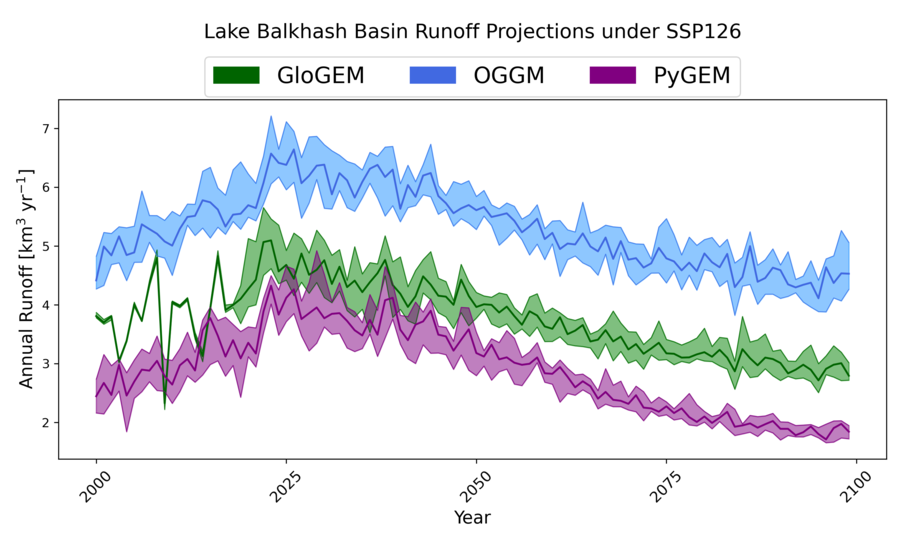 Lake Balkhash Basin Runoff Projections under SSP126
GloGEM OGGM PyGEM
Annual Runoff [km³ yr⁻¹]
7
6
5
4
3
2
2000 2025 2050 2075 2100
Year